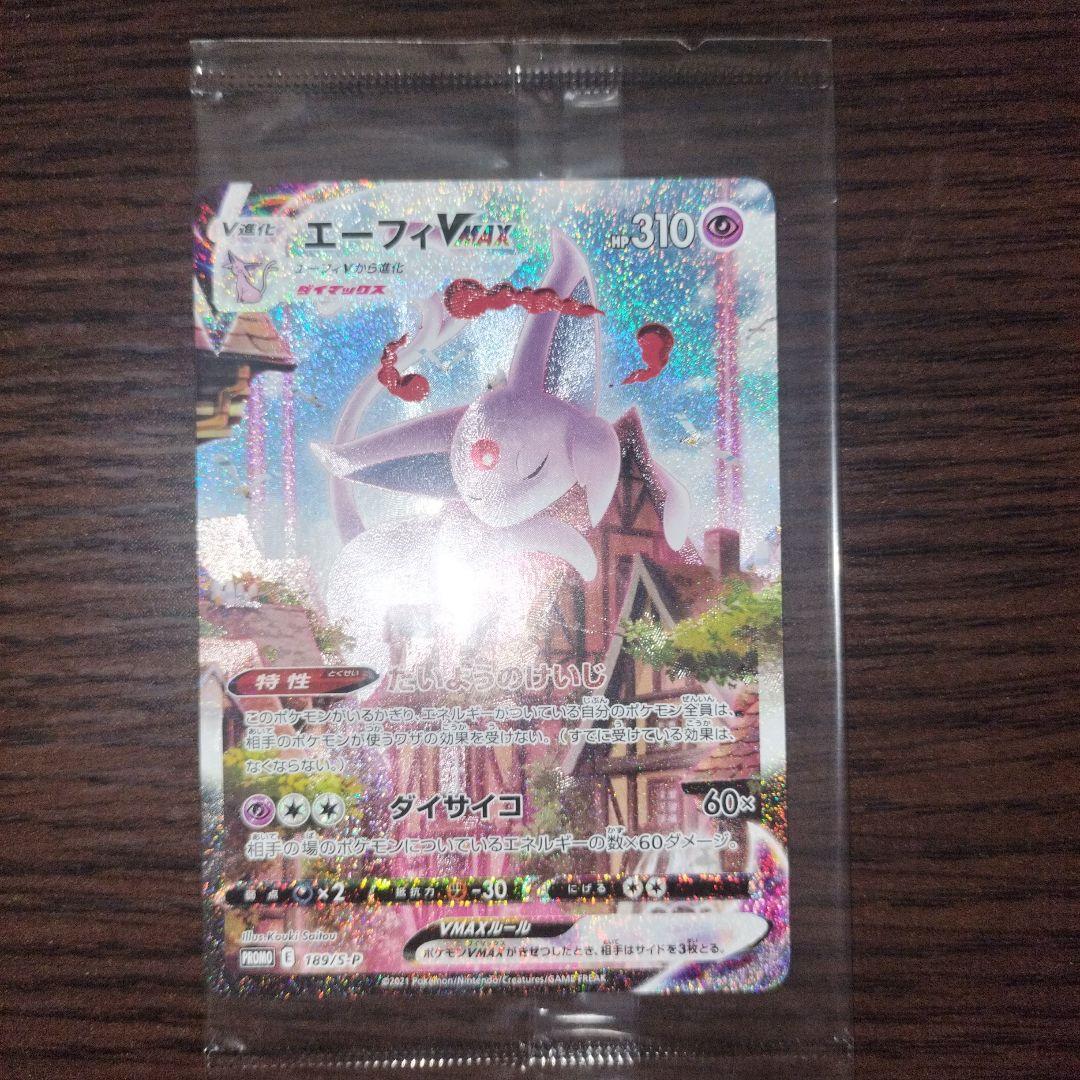 V進化
エーフィVMAX
HP310
エーフィVから進化
ダイマックス
特性 とくせい
たいようのけいじ
このポケモンがいるかぎり、エネルギーがついている自分のポケモン全員は、
相手のポケモンが使うワザの効果を受けない。(すでに受けている効果は、
なくならない。)
ダイサイコ 60×
相手の場のポケモンについているエネルギーの数×60ダメージ。
弱点 ×2 抵抗力 -30 にげる
Illus. Kouki Saitou
VMAXルール
PROMO E 189/S-P
ポケモンVMAXがきぜつしたとき、相手はサイドを3枚とる。
©2021 Pokémon/Nintendo/Creatures/GAME FREAK